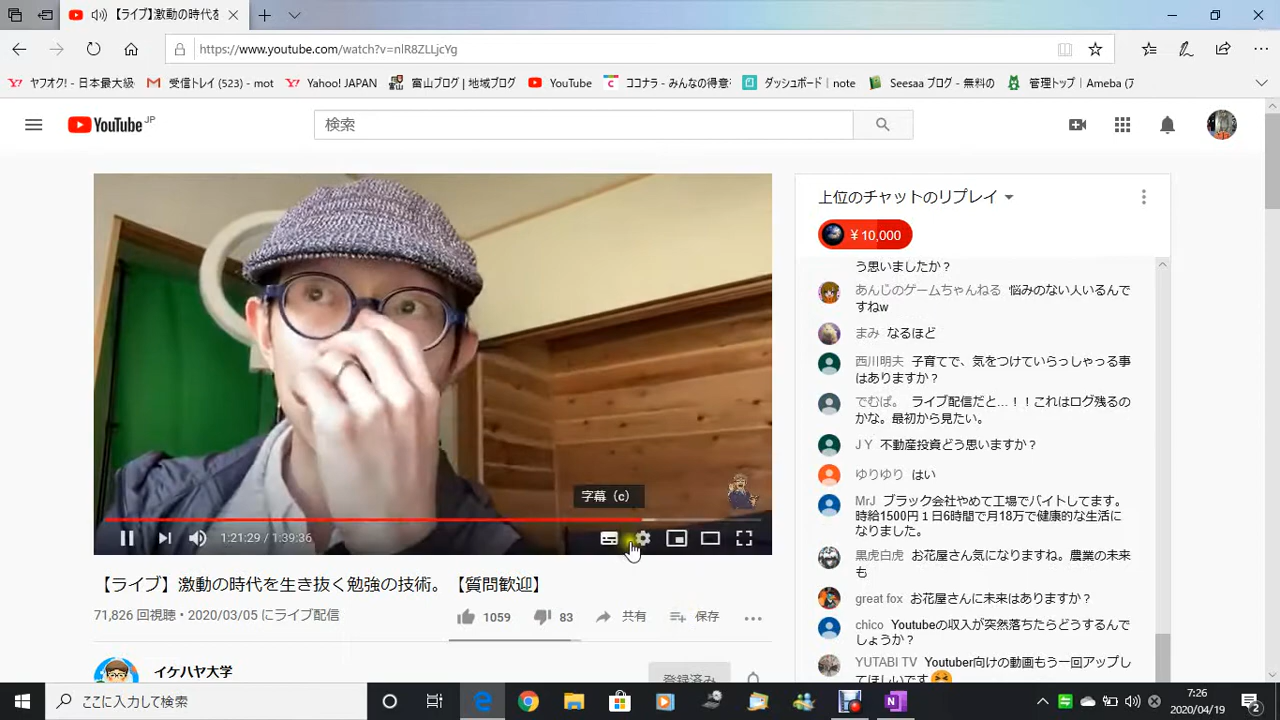 【ライブ】激動の時代を
https://www.youtube.com/watch?v=nlR8ZLLjcYg
ヤフオク! - 日本最大級
受信トレイ (523) - mot
Yahoo! JAPAN
富山ブログ | 地域ブログ
YouTube
ココナラ - みんなの得意
ダッシュボード | note
Seesaa ブログ - 無料の
管理トップ | Ameba (ア
YouTube JP
検索
上位のチャットのリプレイ
¥ 10,000
う思いましたか？
あんじのゲームちゃんねる 悩みのない人いるんで
すねw
まみ なるほど
西川明夫 子育てで、気をつけていらっしゃっる事
はありますか？
でむぱ。 ライブ配信だと…！！これはログ残るの
かな。最初から見たい。
J Y 不動産投資どう思いますか？
ゆりゆり はい
MrJ ブラック会社やめて工場でバイトしてます。
時給1500円１日6時間で月18万で健康的な生活に
なりました。
黒虎白虎 お花屋さん気になりますね。農業の未来
も
great fox お花屋さんに未来はありますか？
chico Youtubeの収入が突然落ちたらどうするんで
しょうか？
YUTABI TV Youtuber向けの動画もう一回アップし
てほしいです
字幕（c）
1:21:29 / 1:39:36
【ライブ】激動の時代を生き抜く勉強の技術。【質問歓迎】
71,826 回視聴・2020/03/05 にライブ配信
1059
83
共有
保存
イケハヤ大学
登録済み
ここに入力して検索
7:26
2020/04/19
2